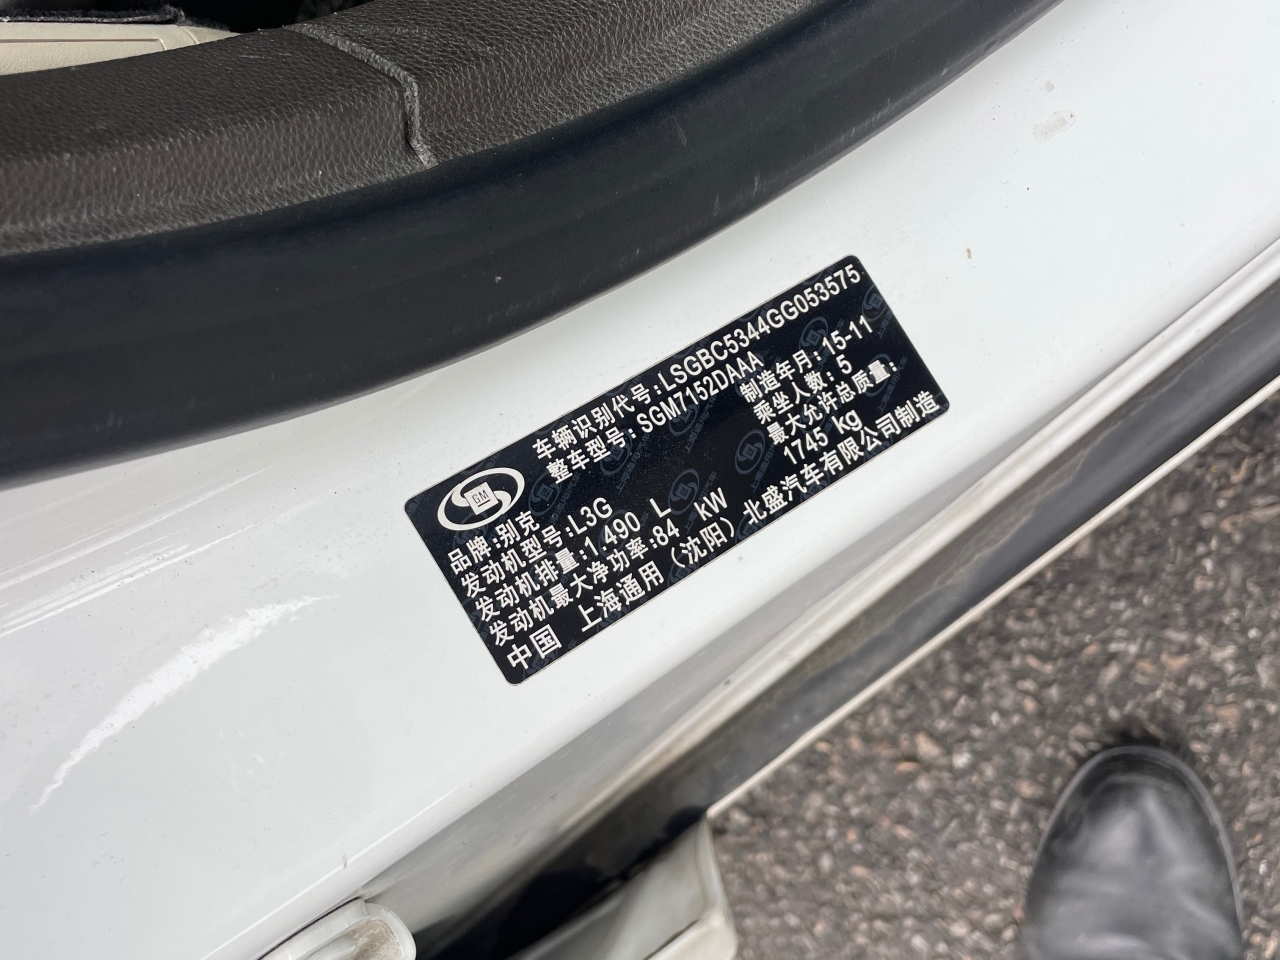 车辆识别代号:LSGBC5344GG053575
整车型号:SGM7152DAAA
GM
品牌:别克
制造年月:15-11
发动机型号:L3G
乘坐人数:5
发动机排量:1.490 L
最大允许总质量:
发动机最大净功率:84 kW
1745 kg
中国 上海通用(沈阳)北盛汽车有限公司制造